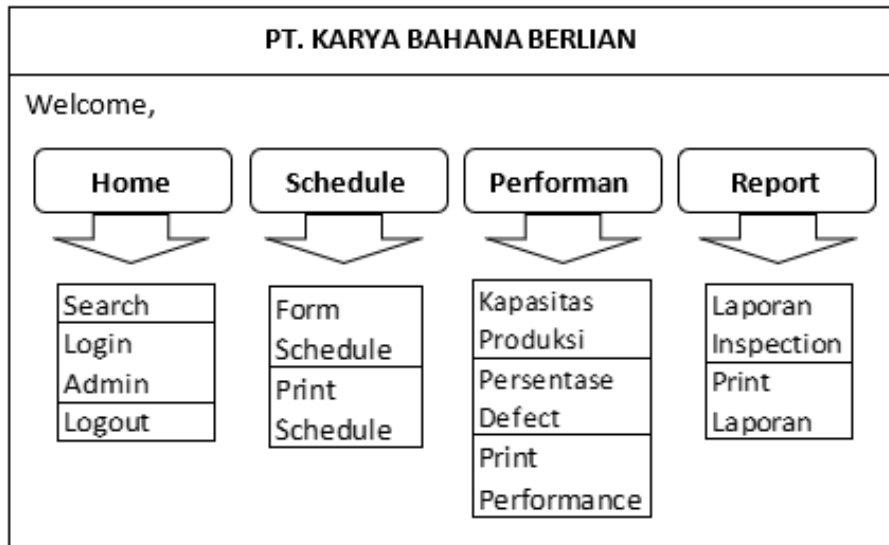 PT. KARYA BAHANA BERLIAN
Welcome,
Home
Schedule
Performan
Report
Search
Login
Admin
Logout
Form
Schedule
Print
Schedule
Kapasitas
Produksi
Persentase
Defect
Print
Performance
Laporan
Inspection
Print
Laporan